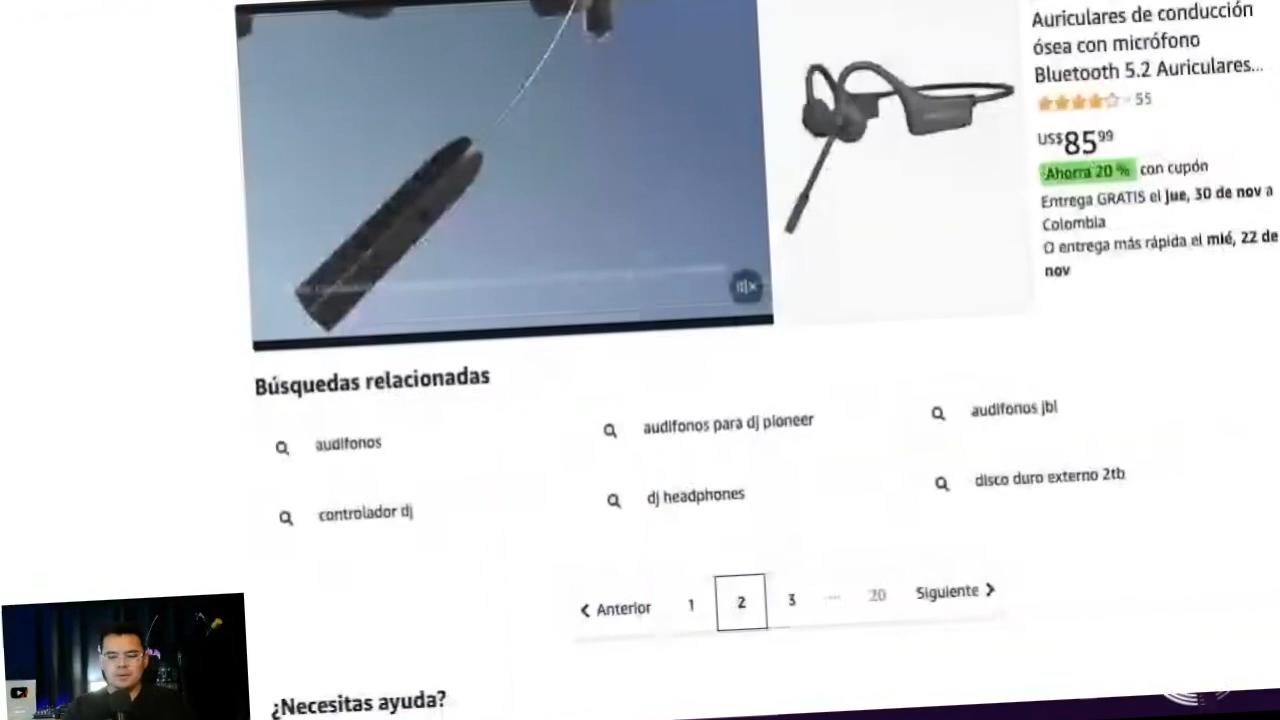 Auriculares de conducción
ósea con micrófono
Bluetooth 5.2 Auriculares...
55
US$85⁹⁹
Ahorra 20 % con cupón
Entrega GRATIS el jue, 30 de nov a
Colombia
O entrega más rápida el mié, 22 de
nov
Búsquedas relacionadas
audifonos
audifonos para dj pioneer
audifonos jbl
controlador dj
dj headphones
disco duro externo 2tb
Anterior 1 2 3 ... 20 Siguiente
¿Necesitas ayuda?